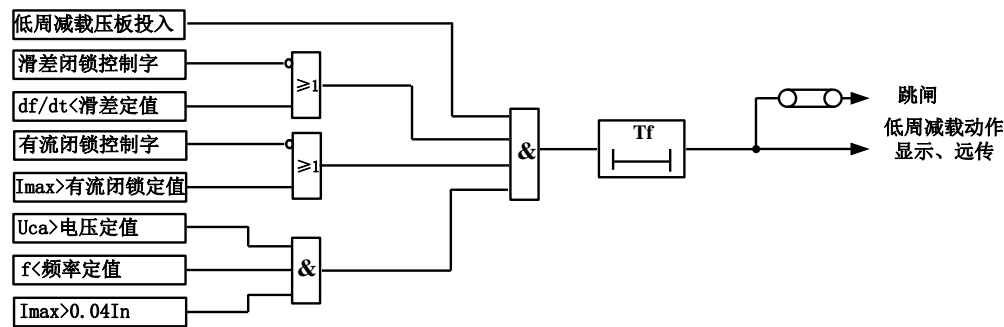 低周减载压板投入
滑差闭锁控制字
df/dt<滑差定值
有流闭锁控制字
Imax>有流闭锁定值
Uca>电压定值
f<频率定值
Imax>0.04In
≥1
≥1
&
&
Tf
跳闸
低周减载动作
显示、远传